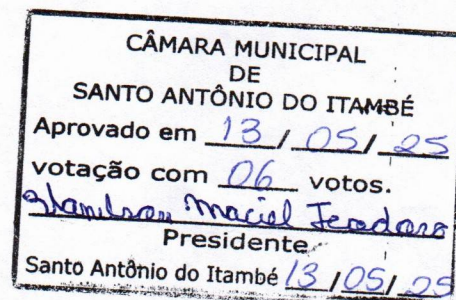 CÂMARA MUNICIPAL
DE
SANTO ANTÔNIO DO ITAMBÉ
Aprovado em 13 / 05 / 25
votação com 06 votos.
Maciel Teodoro
Presidente
Santo Antônio do Itambé 13 / 05 / 25